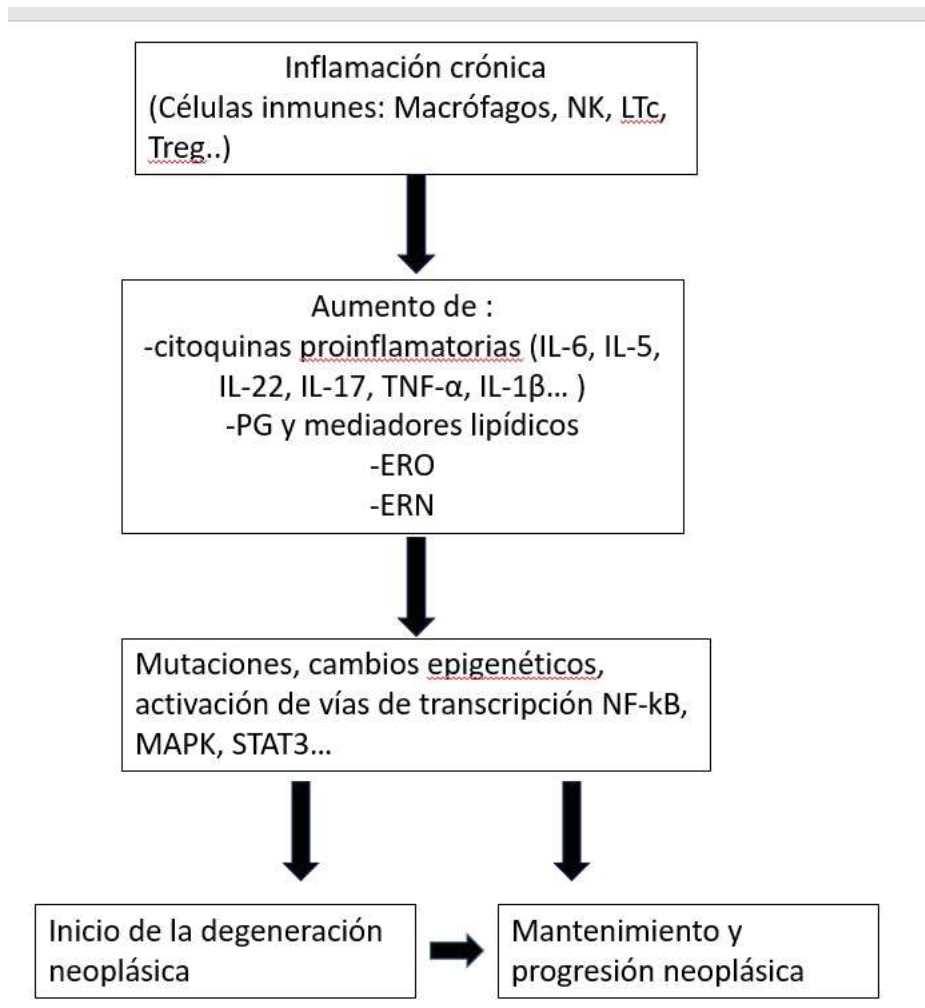 Inflamación crónica
(Células inmunes: Macrófagos, NK, LTc,
Treg..)
Aumento de :
-citoquinas proinflamatorias (IL-6, IL-5,
IL-22, IL-17, TNF-α, IL-1β... )
-PG y mediadores lipídicos
-ERO
-ERN
Mutaciones, cambios epigenéticos,
activación de vías de transcripción NF-kB,
MAPK, STAT3...
Inicio de la degeneración
neoplásica
Mantenimiento y
progresión neoplásica